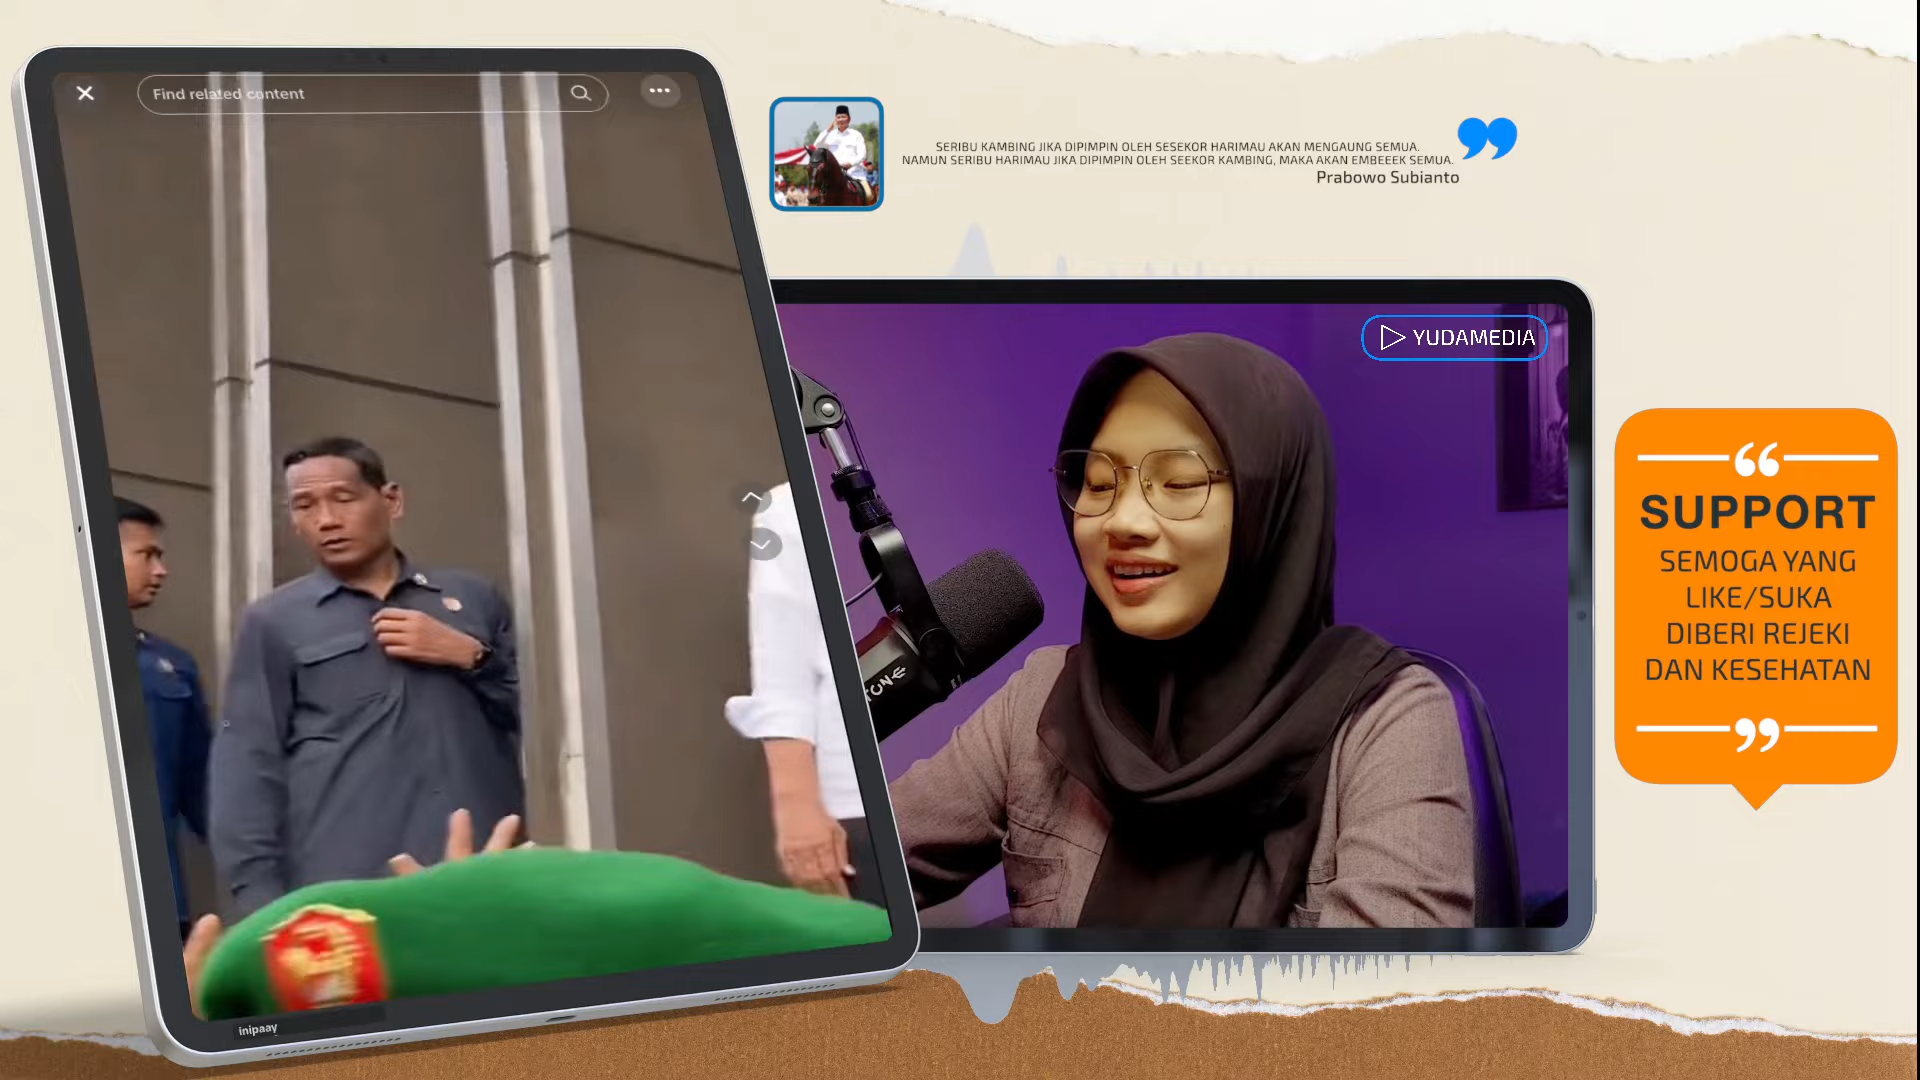 Find related content
SERIBU KAMBING JIKA DIPIMPIN OLEH SESEKOR HARIMAU AKAN MENGAUNG SEMUA.
NAMUN SERIBU HARIMAU JIKA DIPIMPIN OLEH SEEKOR KAMBING, MAKA AKAN EMBEEEK SEMUA.
Prabowo Subianto
YUDAMEDIA
SUPPORT
SEMOGA YANG
LIKE/SUKA
DIBERI REJEKI
DAN KESEHATAN
inipaay